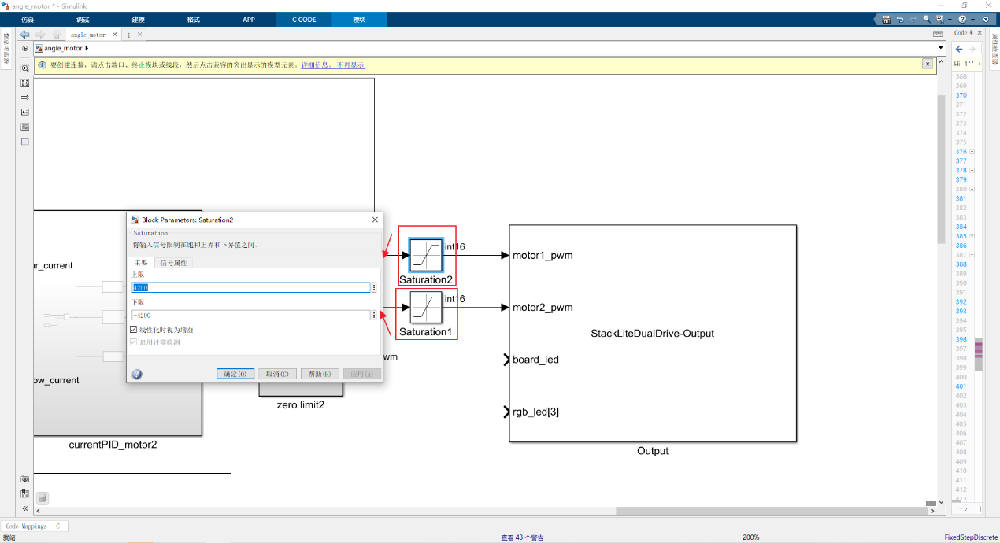 angle_motor * - Simulink
仿真 调试 建模 格式 APP C CODE 模块
angle_motor
Code
模型浏览器
属性检查器
angle_motor
Hi 1''
要创建连接，请点击端口、终止模块或线段，然后点击兼容的突出显示的模型元素。详细信息。 不再显示
368
369
370
371
372
373
374
375
376
377
378
379
380
381
382
383
384
385
386
387
388
389
390
391
392
393
394
395
396
397
398
399
400
401
402
403
404
405
406
407
408
409
410
411
412
413
Block Parameters: Saturation2
Saturation
将输入信号限制在饱和上界和下界值之间。
主要 信号属性
上限:
4200
下限:
-4200
线性化时视为增益
启用过零检测
确定(O) 取消(C) 帮助(H) 应用(A)
r_current
ow_current
currentPID_motor2
wm
zero limit2
int16
Saturation2
int16
Saturation1
motor1_pwm
motor2_pwm
StackLiteDualDrive-Output
board_led
rgb_led[3]
Output
Code Mappings - C
就绪
查看 43 个警告
200%
FixedStepDiscrete